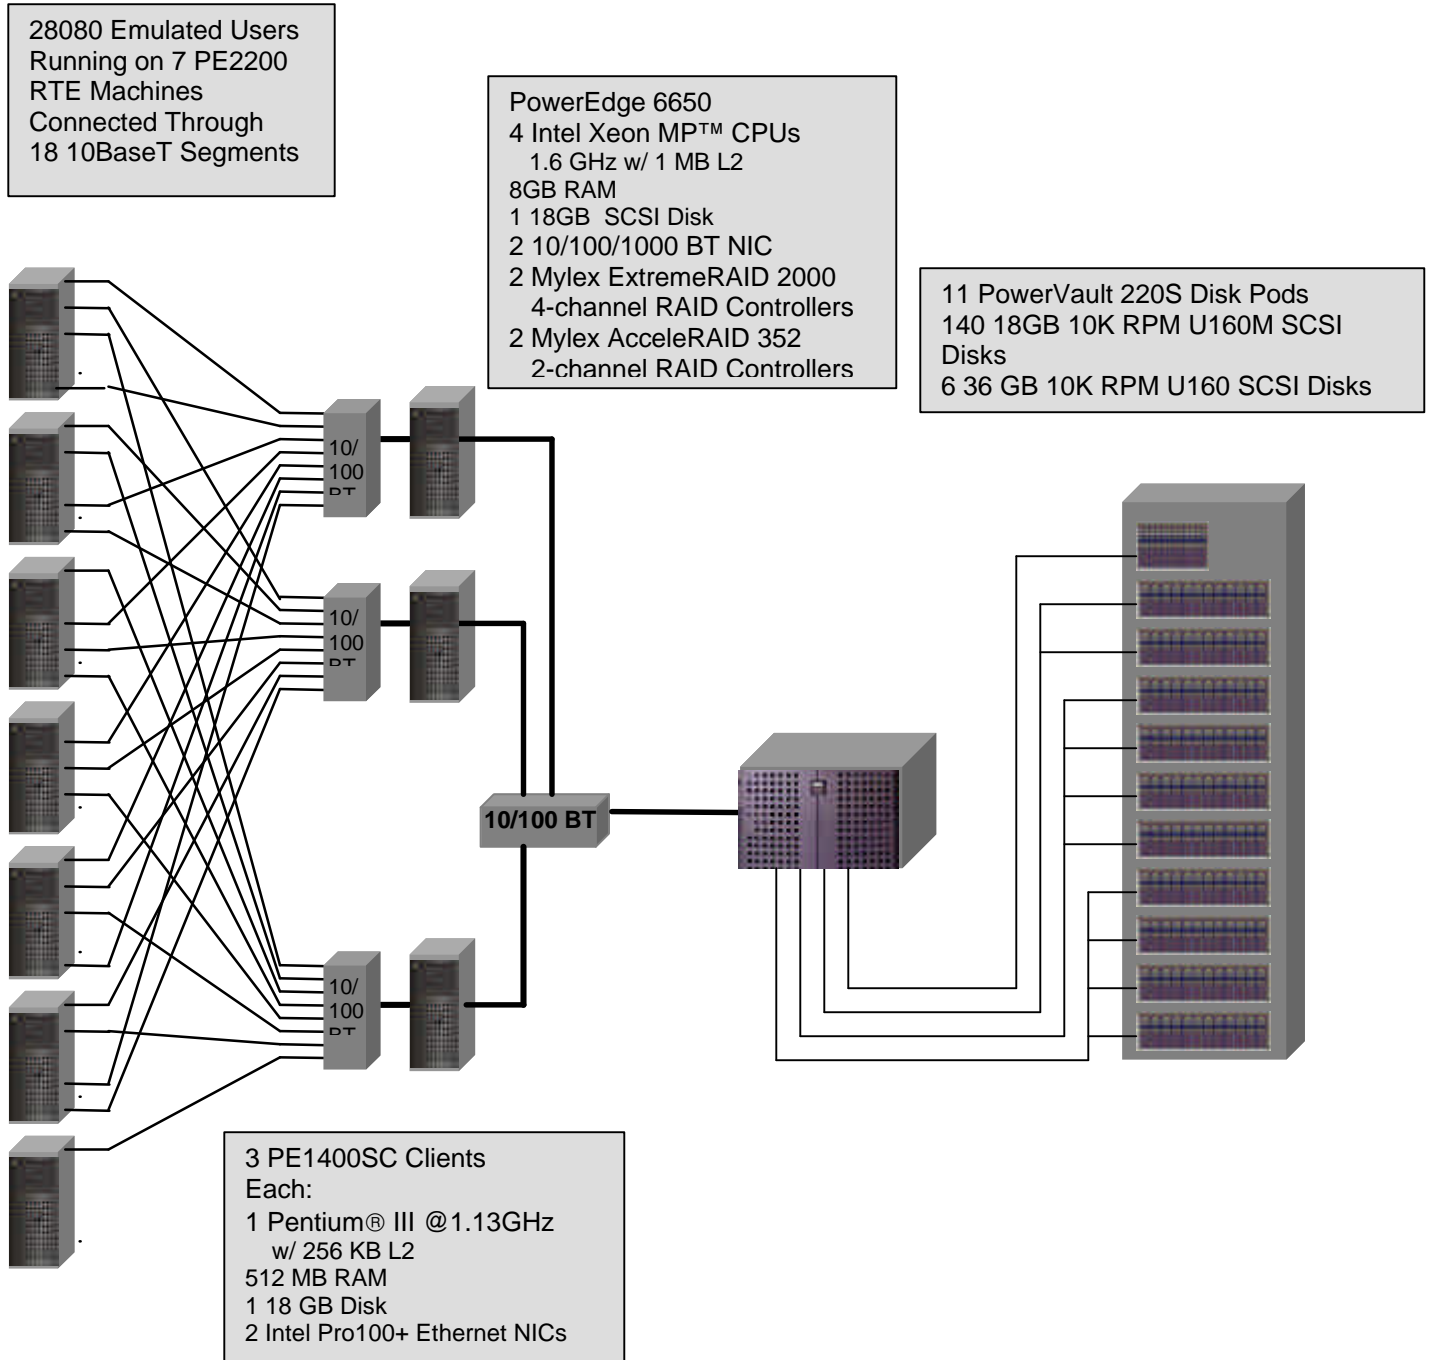 28080 Emulated Users
Running on 7 PE2200
RTE Machines
Connected Through
18 10BaseT Segments
PowerEdge 6650
4 Intel Xeon MP™ CPUs
1.6 GHz w/ 1 MB L2
8GB RAM
1 18GB SCSI Disk
2 10/100/1000 BT NIC
2 Mylex ExtremeRAID 2000
4-channel RAID Controllers
2 Mylex AcceleRAID 352
2-channel RAID Controllers
11 PowerVault 220S Disk Pods
140 18GB 10K RPM U160M SCSI
Disks
6 36 GB 10K RPM U160 SCSI Disks
10/
100
BT
10/
100
BT
10/100 BT
10/
100
BT
3 PE1400SC Clients
Each:
1 Pentium® III @1.13GHz
w/ 256 KB L2
512 MB RAM
1 18 GB Disk
2 Intel Pro100+ Ethernet NICs